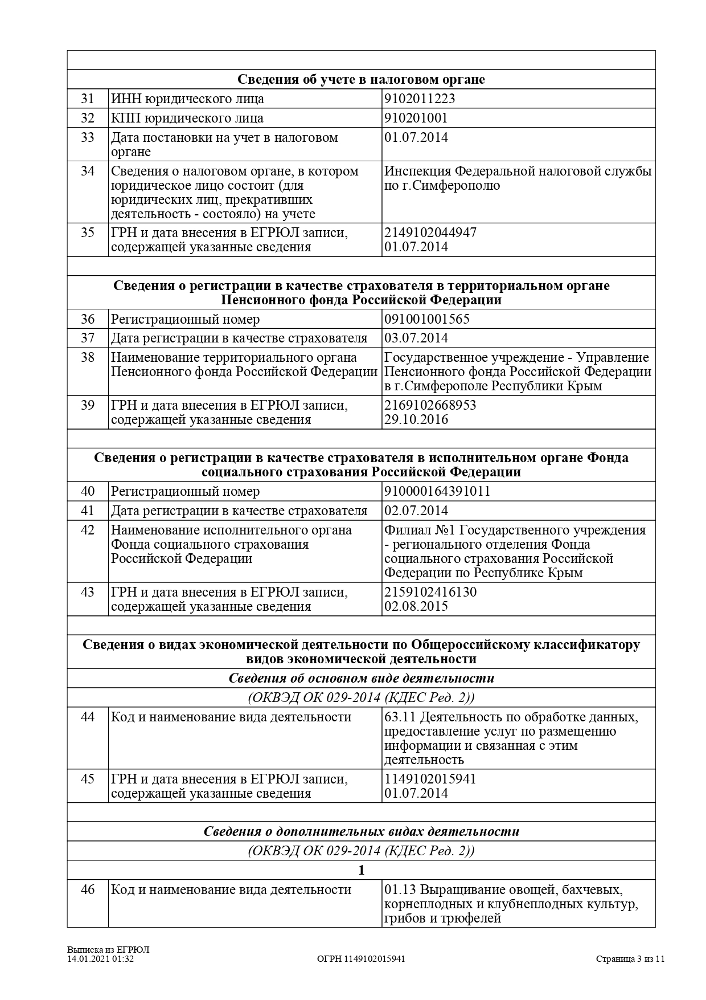 Сведения об учете в налоговом органе
31 ИНН юридического лица 9102011223
32 КПП юридического лица 910201001
33 Дата постановки на учет в налоговом 01.07.2014
органе
34 Сведения о налоговом органе, в котором Инспекция Федеральной налоговой службы
юридическое лицо состоит (для по г.Симферополю
юридических лиц, прекративших
деятельность - состояло) на учете
35 ГРН и дата внесения в ЕГРЮЛ записи, 2149102044947
содержащей указанные сведения 01.07.2014
Сведения о регистрации в качестве страхователя в территориальном органе
Пенсионного фонда Российской Федерации
36 Регистрационный номер 091001001565
37 Дата регистрации в качестве страхователя 03.07.2014
38 Наименование территориального органа Государственное учреждение - Управление
Пенсионного фонда Российской Федерации Пенсионного фонда Российской Федерации
в г.Симферополе Республики Крым
39 ГРН и дата внесения в ЕГРЮЛ записи, 2169102668953
содержащей указанные сведения 29.10.2016
Сведения о регистрации в качестве страхователя в исполнительном органе Фонда
социального страхования Российской Федерации
40 Регистрационный номер 910000164391011
41 Дата регистрации в качестве страхователя 02.07.2014
42 Наименование исполнительного органа Филиал №1 Государственного учреждения
Фонда социального страхования - регионального отделения Фонда
Российской Федерации социального страхования Российской
Федерации по Республике Крым
43 ГРН и дата внесения в ЕГРЮЛ записи, 2159102416130
содержащей указанные сведения 02.08.2015
Сведения о видах экономической деятельности по Общероссийскому классификатору
видов экономической деятельности
Сведения об основном виде деятельности
(ОКВЭД ОК 029-2014 (КДЕС Ред. 2))
44 Код и наименование вида деятельности 63.11 Деятельность по обработке данных,
предоставление услуг по размещению
информации и связанная с этим
деятельность
45 ГРН и дата внесения в ЕГРЮЛ записи, 1149102015941
содержащей указанные сведения 01.07.2014
Сведения о дополнительных видах деятельности
(ОКВЭД ОК 029-2014 (КДЕС Ред. 2))
1
46 Код и наименование вида деятельности 01.13 Выращивание овощей, бахчевых,
корнеплодных и клубнеплодных культур,
грибов и трюфелей
Выписка из ЕГРЮЛ
14.01.2021 01:32 ОГРН 1149102015941 Страница 3 из 11